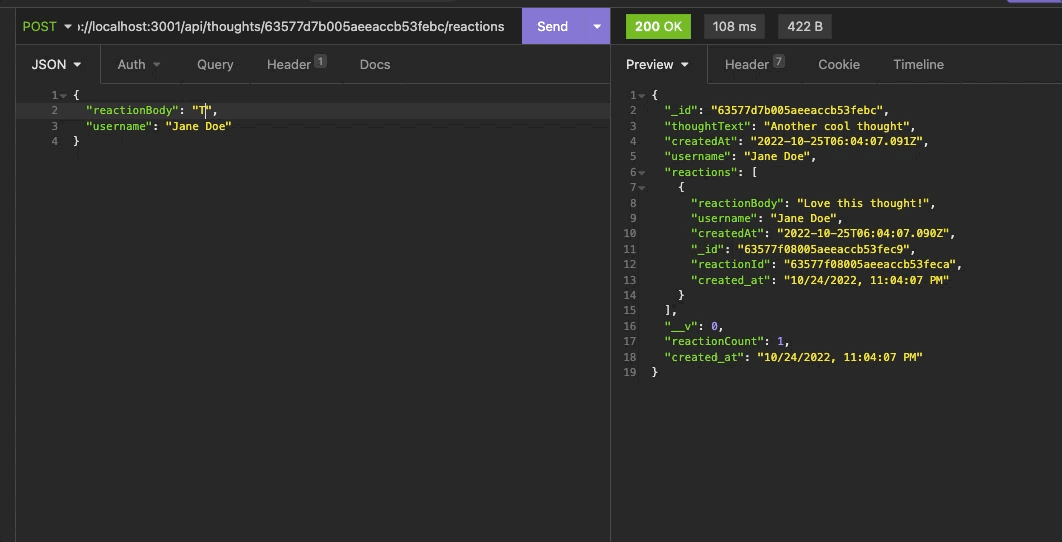 POST ://localhost:3001/api/thoughts/63577d7b005aeeaccb53febc/reactions Send
200 OK 108 ms 422 B
JSON Auth Query Header 1 Docs
Preview Header 7 Cookie Timeline
1 {
2 "reactionBody": "T",
3 "username": "Jane Doe"
4 }
1 {
2 "_id": "63577d7b005aeeaccb53febc",
3 "thoughtText": "Another cool thought",
4 "createdAt": "2022-10-25T06:04:07.091Z",
5 "username": "Jane Doe",
6 "reactions": [
7 {
8 "reactionBody": "Love this thought!",
9 "username": "Jane Doe",
10 "createdAt": "2022-10-25T06:04:07.090Z",
11 "_id": "63577f08005aeeaccb53fec9",
12 "reactionId": "63577f08005aeeaccb53feca",
13 "created_at": "10/24/2022, 11:04:07 PM"
14 }
15 ],
16 "__v": 0,
17 "reactionCount": 1,
18 "created_at": "10/24/2022, 11:04:07 PM"
19 }